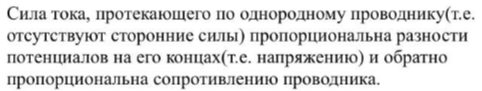 Сила тока, протекающего по однородному проводнику(т.е.
отсутствуют сторонние силы) пропорциональна разности
потенциалов на его концах(т.е. напряжению) и обратно
пропорциональна сопротивлению проводника.